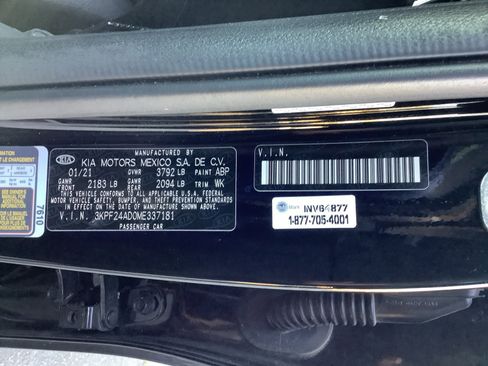 MANUFACTURED BY
KIA KIA MOTORS MEXICO S.A. DE C.V.
01/21 GVWR 3792 LB PAINT ABP
GAWR FRONT 2183 LB GAWR REAR 2094 LB TRIM WK
THIS VEHICLE CONFORMS TO ALL APPLICABLE U.S.A. FEDERAL
MOTOR VEHICLE SAFETY, BUMPER, AND THEFT PREVENTION STANDARDS
IN EFFECT ON THE DATE OF MANUFACTURE SHOWN ABOVE.
V.I.N. 3KPF24AD0ME337181
PASSENGER CAR
V.I.N.
INV64877
1-877-705-4001
7610